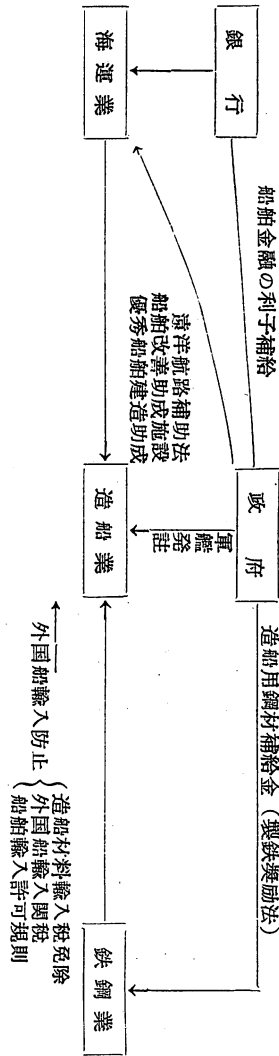 銀行
海運業
船舶金融の利子補給
遠洋航路補助法
船舶改善助成施設
優秀船舶建造助成
政府
軍艦発註
造船業
造船用鋼材補給金(製鉄奨励法)
外国船輸入防止
造船材料輸入税免除
外国船輸入関税
船舶輸入許可規則
鉄鋼業